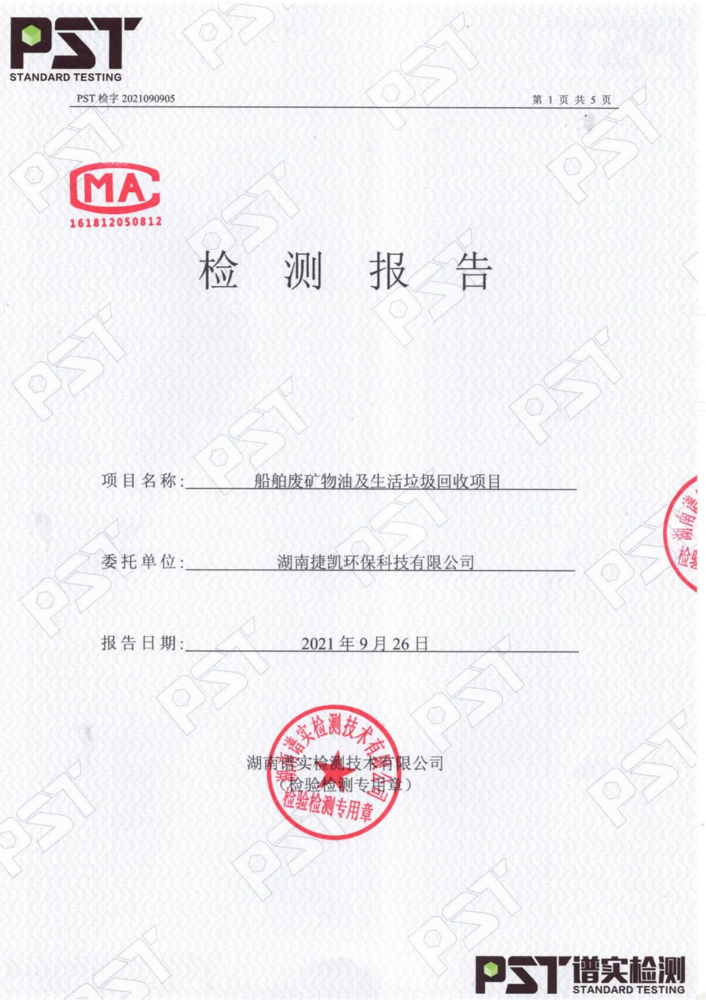 PST
STANDARD TESTING
PST 检字 2021090905
第 1 页 共 5 页
MA
161812050812
检测报告
项目名称: 船舶废矿物油及生活垃圾回收项目
委托单位: 湖南捷凯环保科技有限公司
报告日期: 2021 年 9 月 26 日
湖南谱实检测技术有限公司
（检验检测专用章）
湖南谱实检测技术有限公司
检验检测专用章
湖南谱
检验
PST 谱实检测
STANDARD TESTING